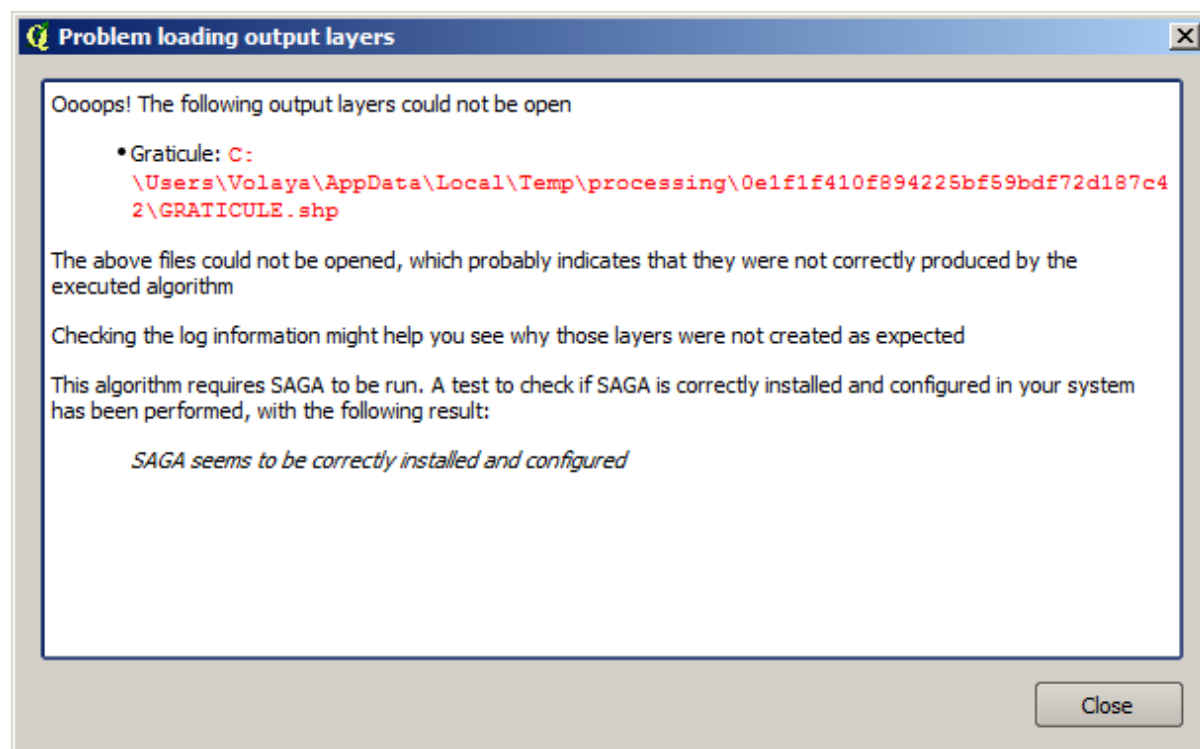 Problem loading output layers
Oooops! The following output layers could not be open
•Graticule: C:
\Users\Volaya\AppData\Local\Temp\processing\0e1f1f410f894225bf59bdf72d187c4
2\GRATICULE.shp
The above files could not be opened, which probably indicates that they were not correctly produced by the
executed algorithm
Checking the log information might help you see why those layers were not created as expected
This algorithm requires SAGA to be run. A test to check if SAGA is correctly installed and configured in your system
has been performed, with the following result:
SAGA seems to be correctly installed and configured
Close